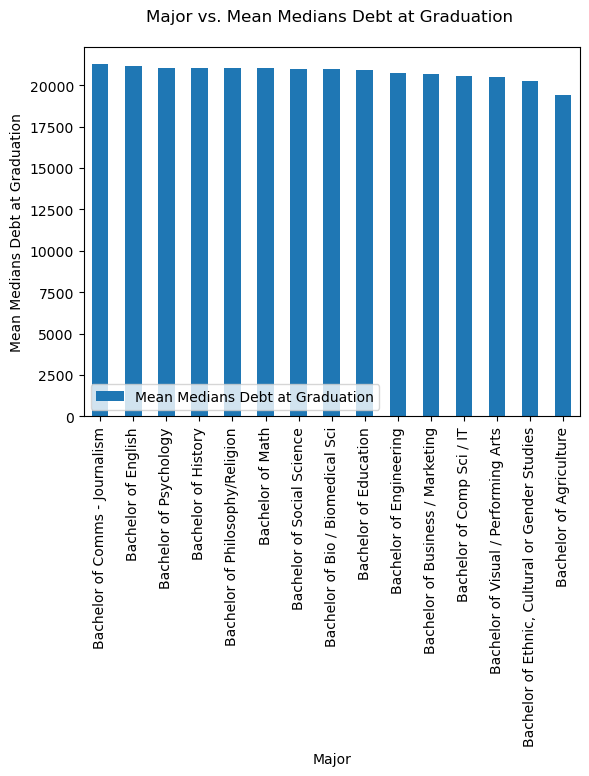 Major vs. Mean Medians Debt at Graduation
Mean Medians Debt at Graduation
20000
17500
15000
12500
10000
7500
5000
2500
0
Mean Medians Debt at Graduation
Bachelor of Comms - Journalism
Bachelor of English
Bachelor of Psychology
Bachelor of History
Bachelor of Philosophy/Religion
Bachelor of Math
Bachelor of Social Science
Bachelor of Bio / Biomedical Sci
Bachelor of Education
Bachelor of Engineering
Bachelor of Business / Marketing
Bachelor of Comp Sci / IT
Bachelor of Visual / Performing Arts
Bachelor of Ethnic, Cultural or Gender Studies
Bachelor of Agriculture
Major